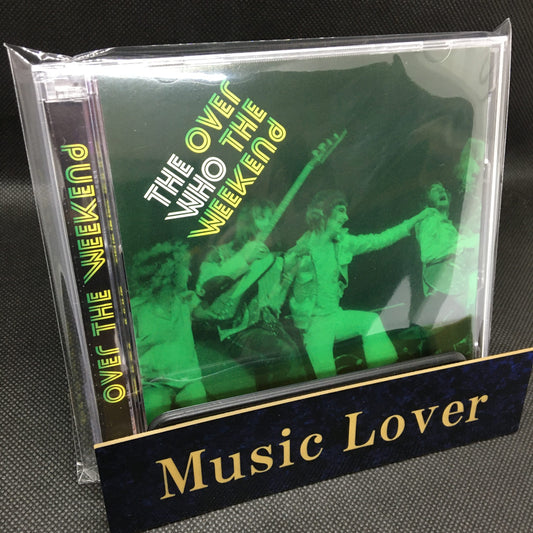 THE OVER
WHO THE
WEEKEND
OVER THE WEEKEND
Music Lover